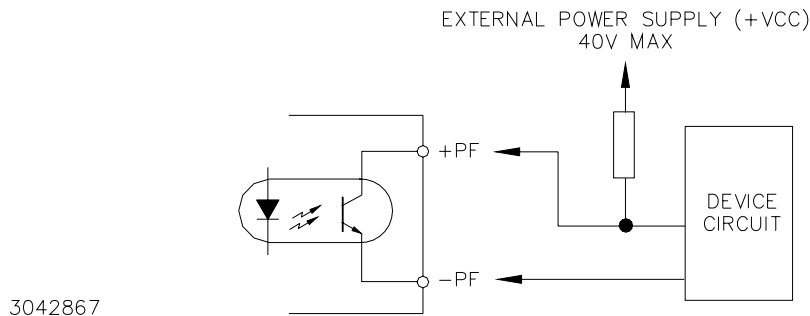 EXTERNAL POWER SUPPLY (+VCC)
40V MAX
+PF
DEVICE
CIRCUIT
-PF
3042867